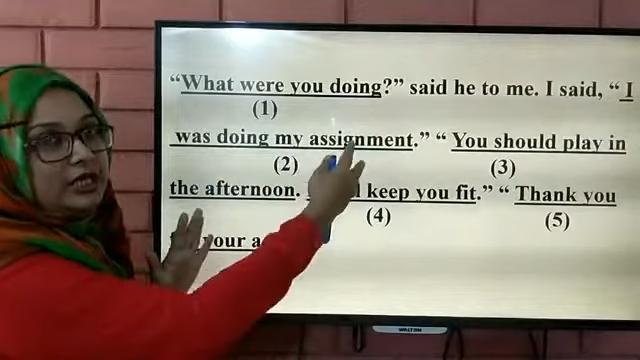 “What were you doing?” said he to me. I said, “ I
(1)
was doing my assignment.” “ You should play in
(2) (3)
the afternoon. keep you fit.” “ Thank you
(4) (5)
your
WALTON